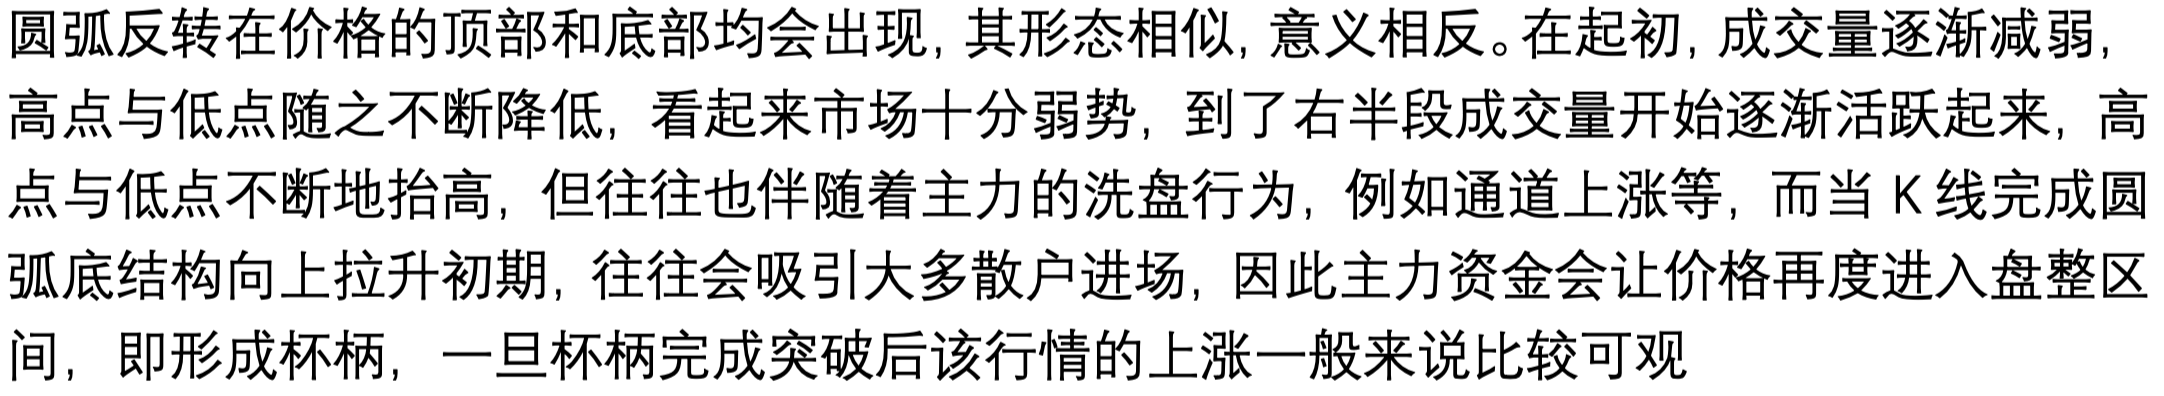 圆弧反转在价格的顶部和底部均会出现, 其形态相似, 意义相反。在起初, 成交量逐渐减弱,
高点与低点随之不断降低, 看起来市场十分弱势, 到了右半段成交量开始逐渐活跃起来, 高
点与低点不断地抬高, 但往往也伴随着主力的洗盘行为, 例如通道上涨等, 而当 K 线完成圆
弧底结构向上拉升初期, 往往会吸引大多散户进场, 因此主力资金会让价格再度进入盘整区
间, 即形成杯柄, 一旦杯柄完成突破后该行情的上涨一般来说比较可观